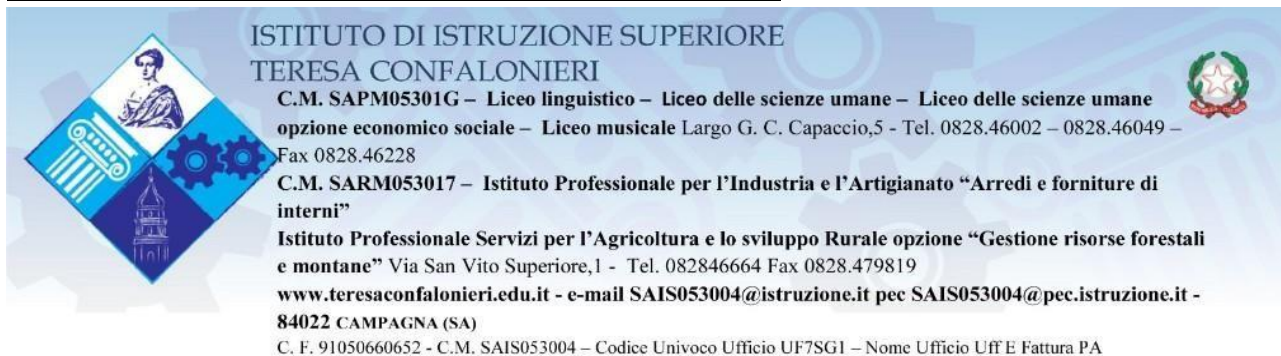 ISTITUTO DI ISTRUZIONE SUPERIORE
TERESA CONFALONIERI
C.M. SAPM05301G – Liceo linguistico – Liceo delle scienze umane – Liceo delle scienze umane
opzione economico sociale – Liceo musicale Largo G. C. Capaccio,5 - Tel. 0828.46002 – 0828.46049 –
Fax 0828.46228
C.M. SARM053017 – Istituto Professionale per l’Industria e l’Artigianato “Arredi e forniture di
interni”
Istituto Professionale Servizi per l’Agricoltura e lo sviluppo Rurale opzione “Gestione risorse forestali
e montane” Via San Vito Superiore,1 - Tel. 082846664 Fax 0828.479819
www.teresaconfalonieri.edu.it - e-mail SAIS053004@istruzione.it pec SAIS053004@pec.istruzione.it -
84022 CAMPAGNA (SA)
C. F. 91050660652 - C.M. SAIS053004 – Codice Univoco Ufficio UF7SG1 – Nome Ufficio Uff E Fattura PA